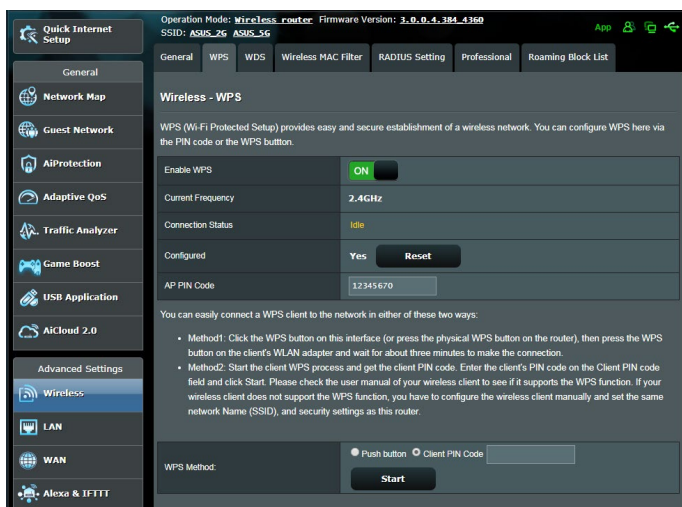 Quick Internet
Setup
General
Network Map
Guest Network
AiProtection
Adaptive QoS
Traffic Analyzer
Game Boost
USB Application
AiCloud 2.0
Advanced Settings
Wireless
LAN
WAN
Alexa & IFTTT
Operation Mode: Wireless router Firmware Version: 3.0.0.4.384_4360
SSID: ASUS_2G ASUS_5G
App
General WPS WDS Wireless MAC Filter RADIUS Setting Professional Roaming Block List
Wireless - WPS
WPS (Wi-Fi Protected Setup) provides easy and secure establishment of a wireless network. You can configure WPS here via
the PIN code or the WPS buttton.
Enable WPS ON
Current Frequency 2.4GHz
Connection Status Idle
Configured Yes Reset
AP PIN Code 12345670
You can easily connect a WPS client to the network in either of these two ways:
• Method1: Click the WPS button on this interface (or press the physical WPS button on the router), then press the WPS
button on the client's WLAN adapter and wait for about three minutes to make the connection.
• Method2: Start the client WPS process and get the client PIN code. Enter the client's PIN code on the Client PIN code
field and click Start. Please check the user manual of your wireless client to see if it supports the WPS function. If your
wireless client does not support the WPS function, you have to configure the wireless client manually and set the same
network Name (SSID), and security settings as this router.
WPS Method: Push button Client PIN Code
Start